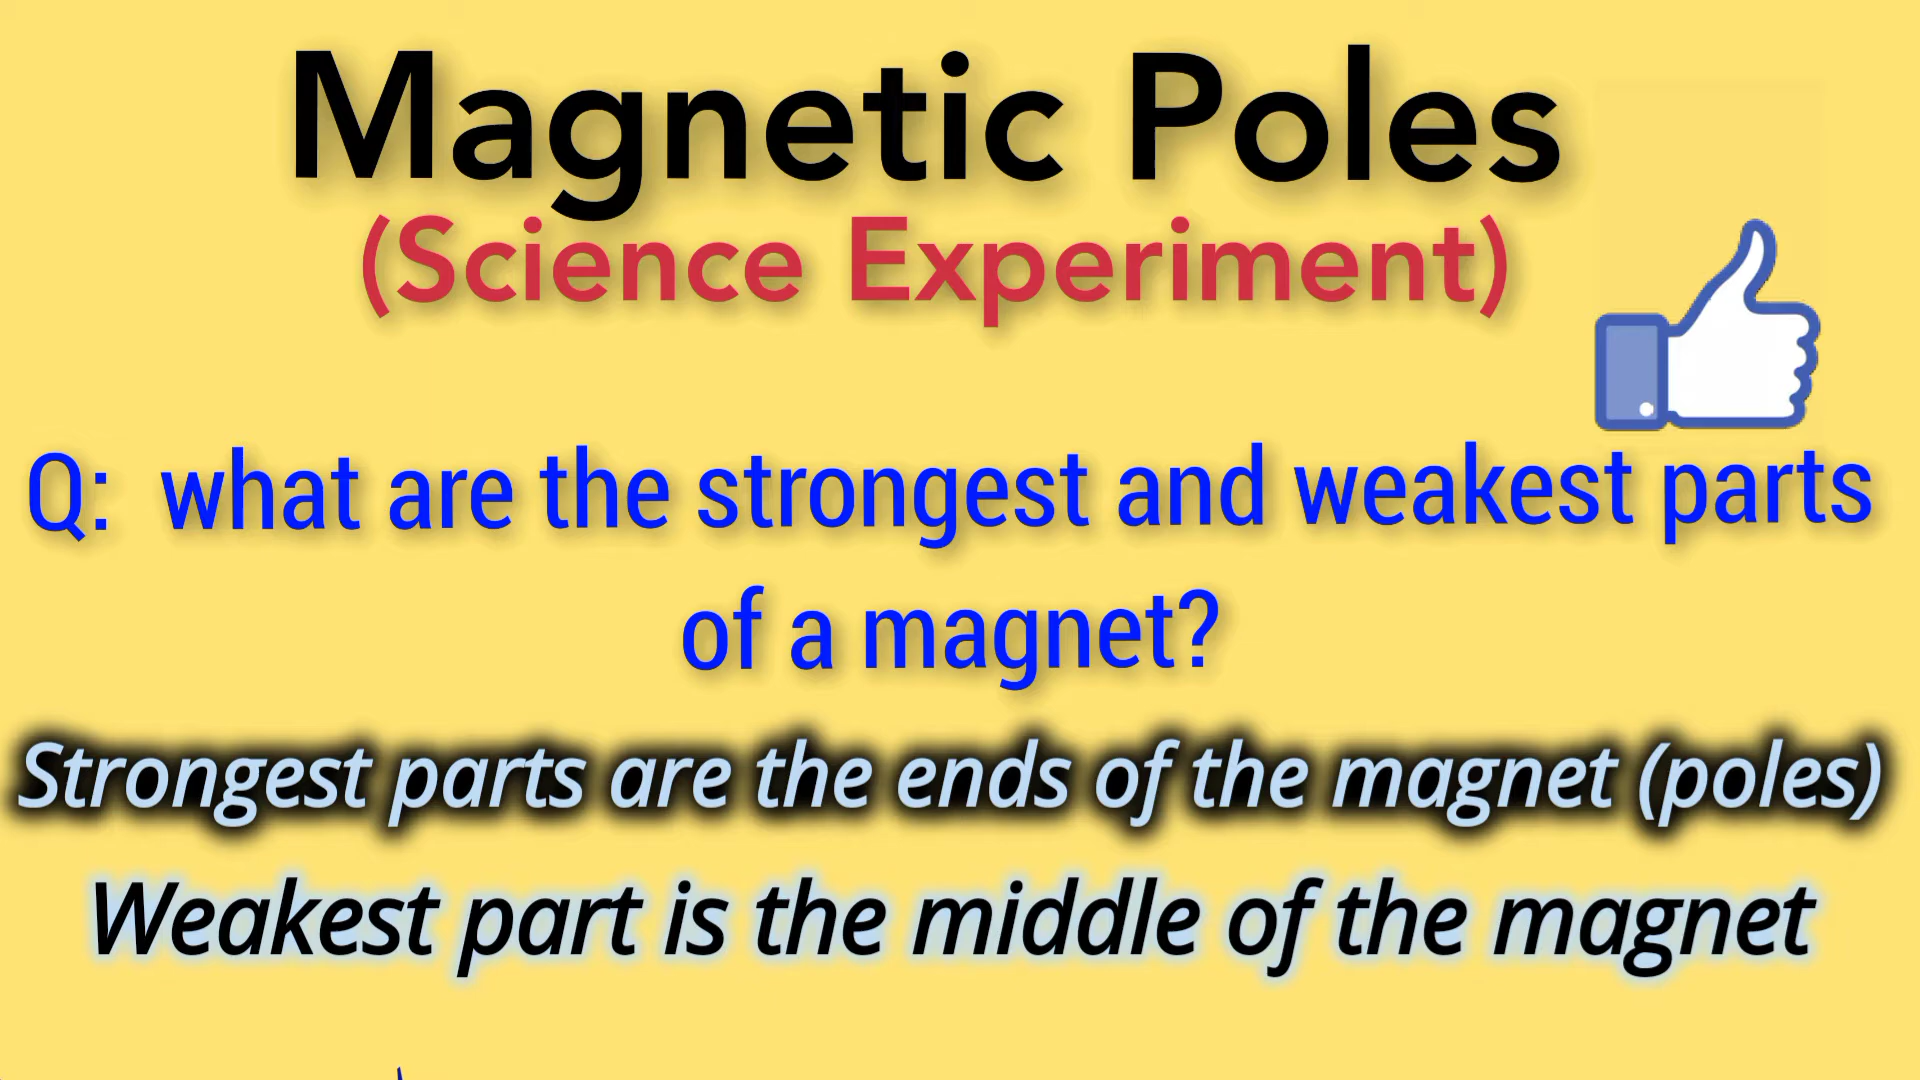 Magnetic Poles
(Science Experiment)
Q: what are the strongest and weakest parts
of a magnet?
Strongest parts are the ends of the magnet (poles)
Weakest part is the middle of the magnet